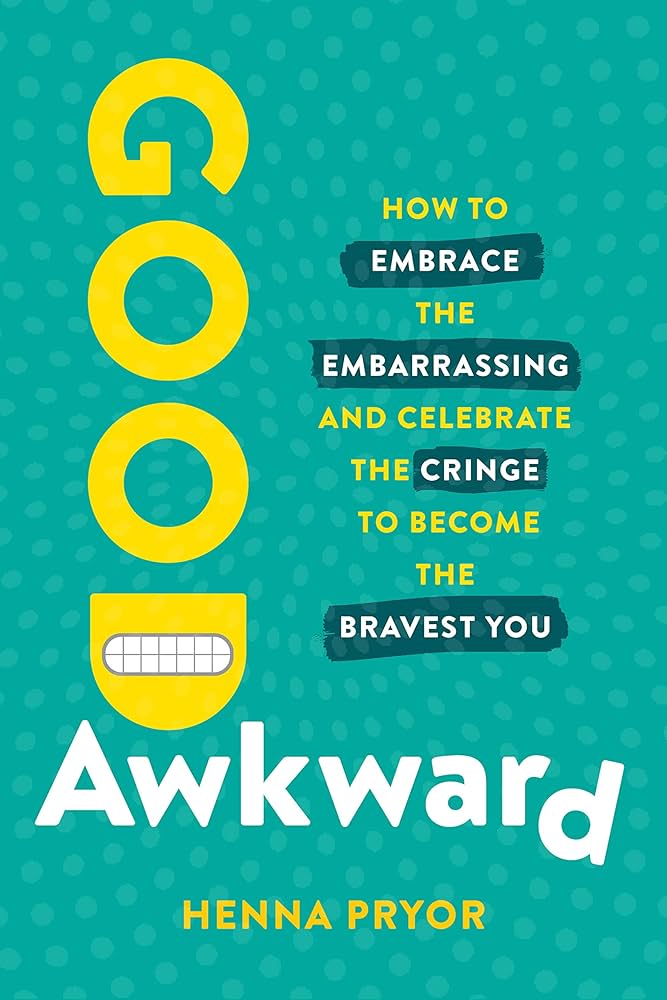 GOOD
Awkward
HOW TO
EMBRACE
THE
EMBARRASSING
AND CELEBRATE
THE CRINGE
TO BECOME
THE
BRAVEST YOU
HENNA PRYOR